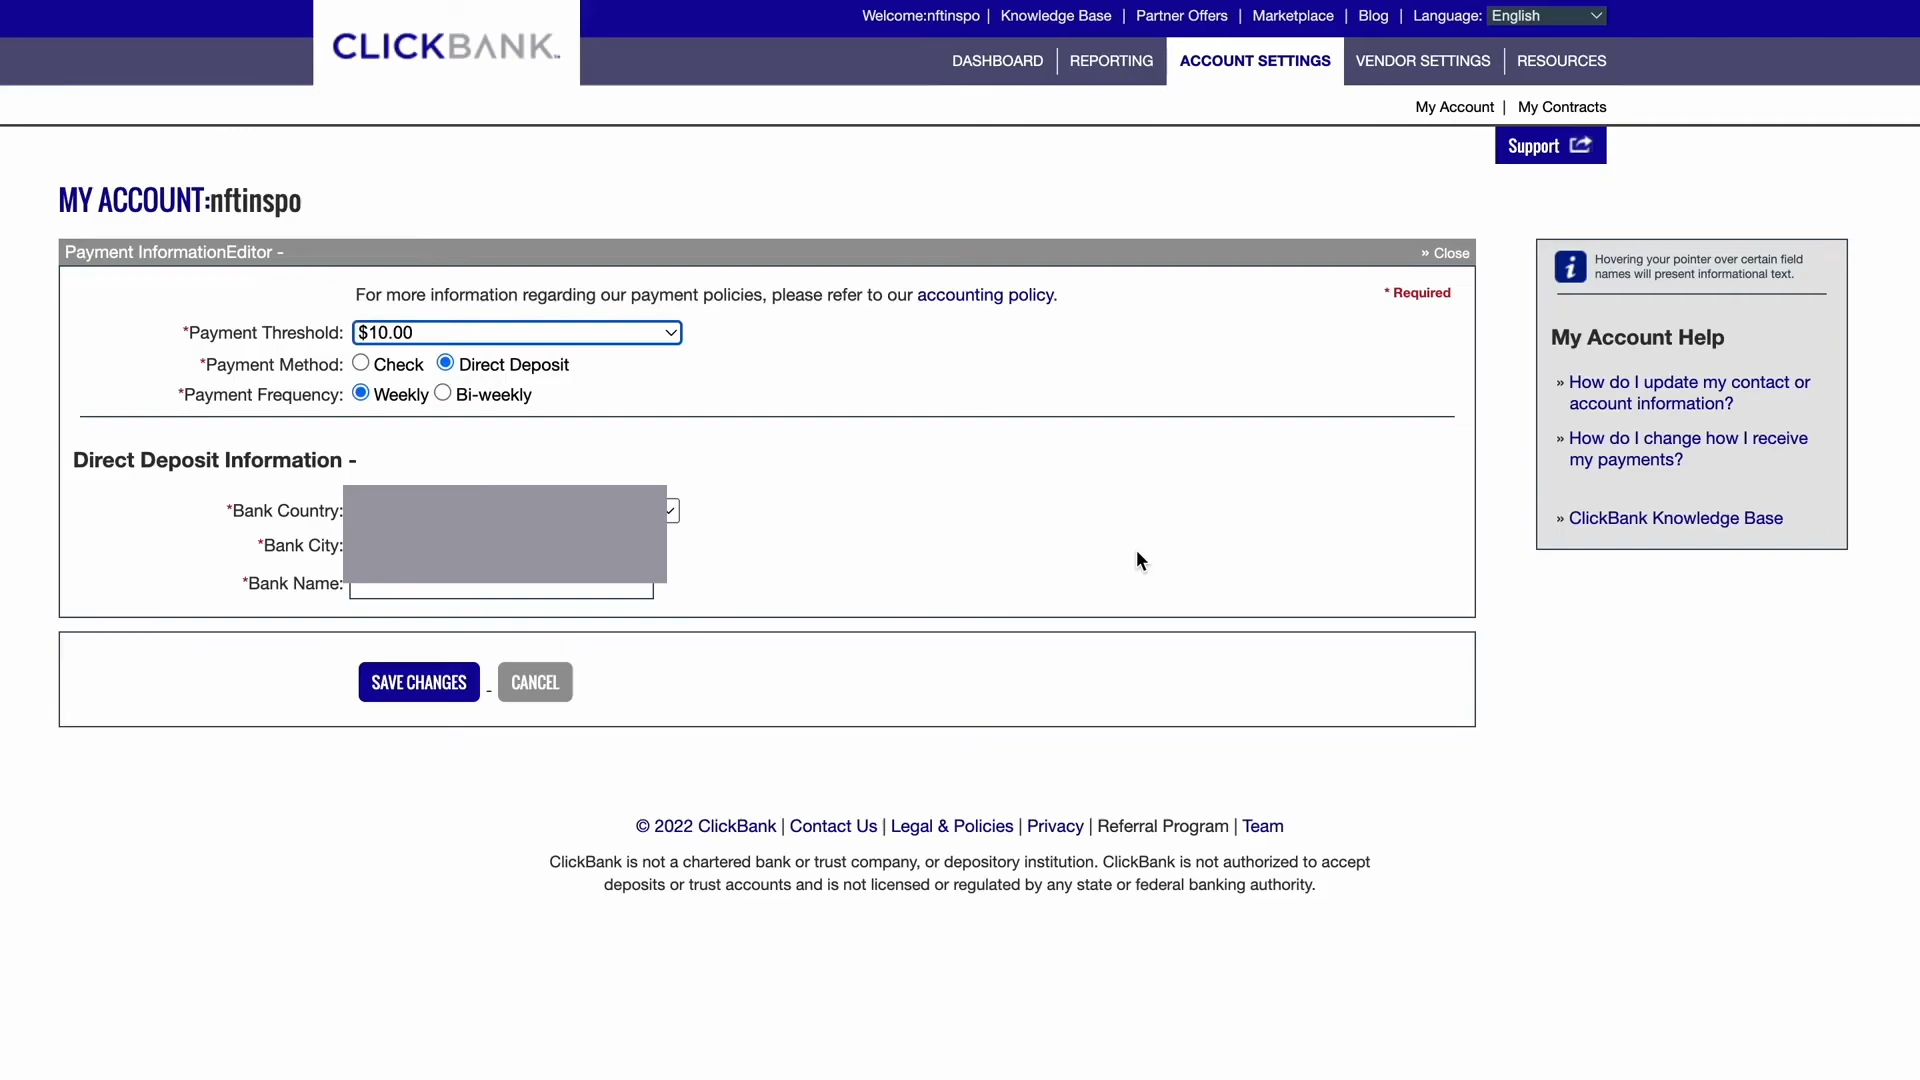 Welcome:nftinspo | Knowledge Base | Partner Offers | Marketplace | Blog | Language: English
CLICKBANK
DASHBOARD | REPORTING ACCOUNT SETTINGS VENDOR SETTINGS | RESOURCES
My Account | My Contracts
Support
MY ACCOUNT:nftinspo
Payment InformationEditor -
» Close
For more information regarding our payment policies, please refer to our accounting policy.
* Required
*Payment Threshold: $10.00
*Payment Method: Check Direct Deposit
*Payment Frequency: Weekly Bi-weekly
Direct Deposit Information -
*Bank Country:
*Bank City:
*Bank Name:
SAVE CHANGES - CANCEL
Hovering your pointer over certain field
names will present informational text.
My Account Help
» How do I update my contact or
account information?
» How do I change how I receive
my payments?
» ClickBank Knowledge Base
© 2022 ClickBank | Contact Us | Legal & Policies | Privacy | Referral Program | Team
ClickBank is not a chartered bank or trust company, or depository institution. ClickBank is not authorized to accept
deposits or trust accounts and is not licensed or regulated by any state or federal banking authority.